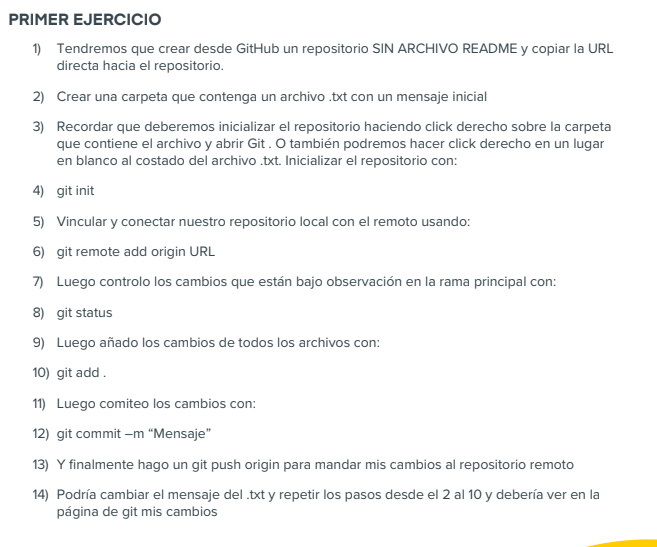 PRIMER EJERCICIO
1) Tendremos que crear desde GitHub un repositorio SIN ARCHIVO README y copiar la URL
directa hacia el repositorio.
2) Crear una carpeta que contenga un archivo .txt con un mensaje inicial
3) Recordar que deberemos inicializar el repositorio haciendo click derecho sobre la carpeta
que contiene el archivo y abrir Git . O también podremos hacer click derecho en un lugar
en blanco al costado del archivo .txt. Inicializar el repositorio con:
4) git init
5) Vincular y conectar nuestro repositorio local con el remoto usando:
6) git remote add origin URL
7) Luego controlo los cambios que están bajo observación en la rama principal con:
8) git status
9) Luego añado los cambios de todos los archivos con:
10) git add .
11) Luego comiteo los cambios con:
12) git commit –m “Mensaje”
13) Y finalmente hago un git push origin para mandar mis cambios al repositorio remoto
14) Podría cambiar el mensaje del .txt y repetir los pasos desde el 2 al 10 y debería ver en la
página de git mis cambios